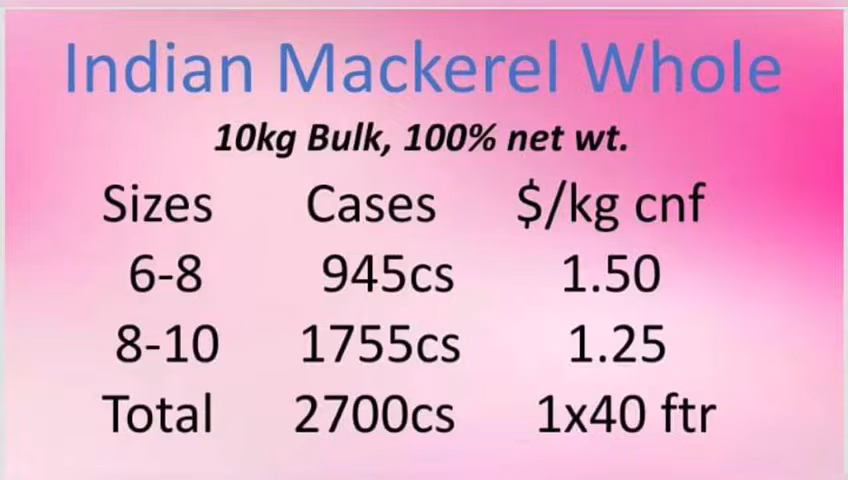 Indian Mackerel Whole
10kg Bulk, 100% net wt.
Sizes Cases $/kg cnf
6-8 945cs 1.50
8-10 1755cs 1.25
Total 2700cs 1x40 ftr